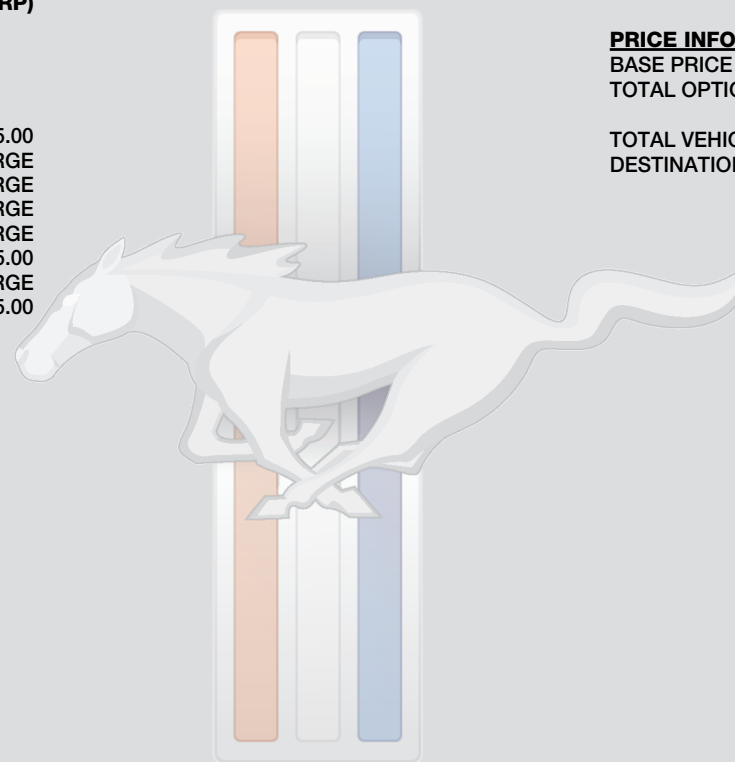 RP)
5.00
RGE
RGE
RGE
RGE
5.00
RGE
5.00
PRICE INFO
BASE PRICE
TOTAL OPTIO
TOTAL VEHIC
DESTINATION